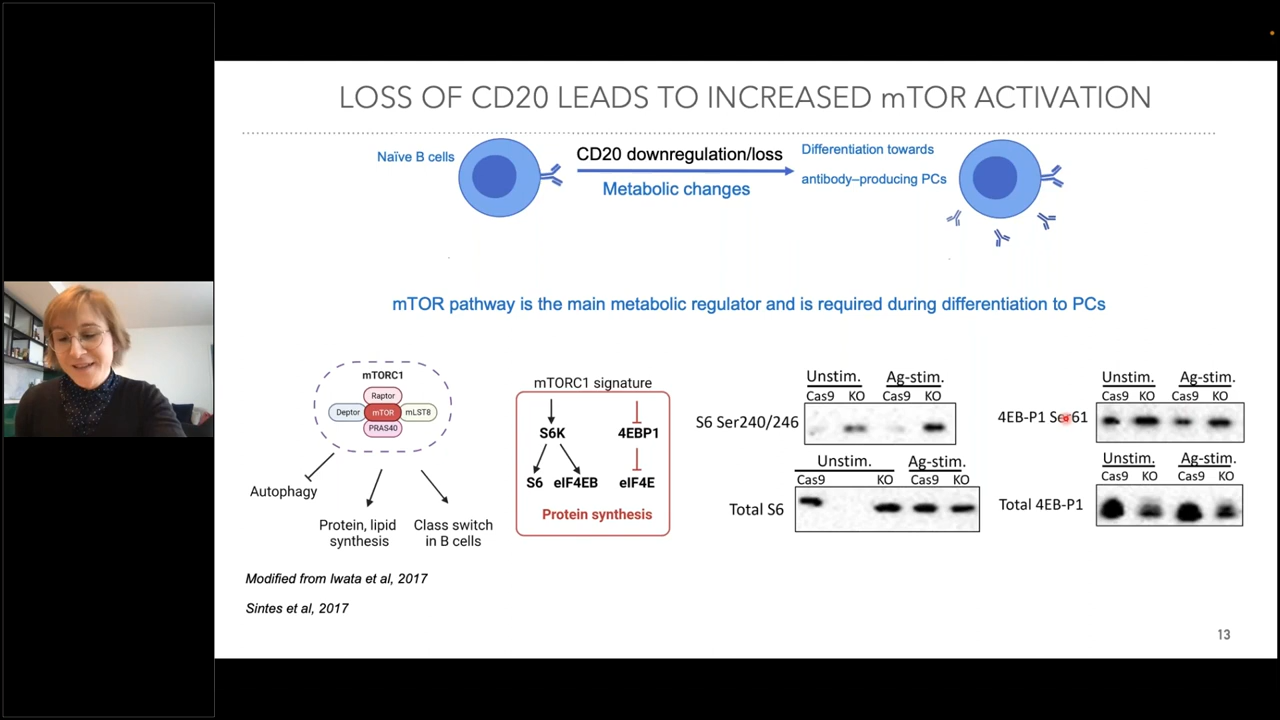 LOSS OF CD20 LEADS TO INCREASED mTOR ACTIVATION
Naïve B cells
CD20 downregulation/loss
Metabolic changes
Differentiation towards
antibody–producing PCs
mTOR pathway is the main metabolic regulator and is required during differentiation to PCs
mTORC1
Raptor
Deptor
mTOR
mLST8
PRAS40
Autophagy
Protein, lipid
synthesis
Class switch
in B cells
mTORC1 signature
S6K
4EBP1
S6
eIF4EB
eIF4E
Protein synthesis
Unstim.
Ag-stim.
Cas9
KO
Cas9
KO
S6 Ser240/246
Unstim.
Ag-stim.
Cas9
KO
Cas9
KO
Total S6
Unstim.
Ag-stim.
Cas9
KO
Cas9
KO
4EB-P1
Unstim.
Ag-stim.
Cas9
KO
Cas9
KO
Total 4EB-P1
Modified from Iwata et al, 2017
Sintes et al, 2017
13